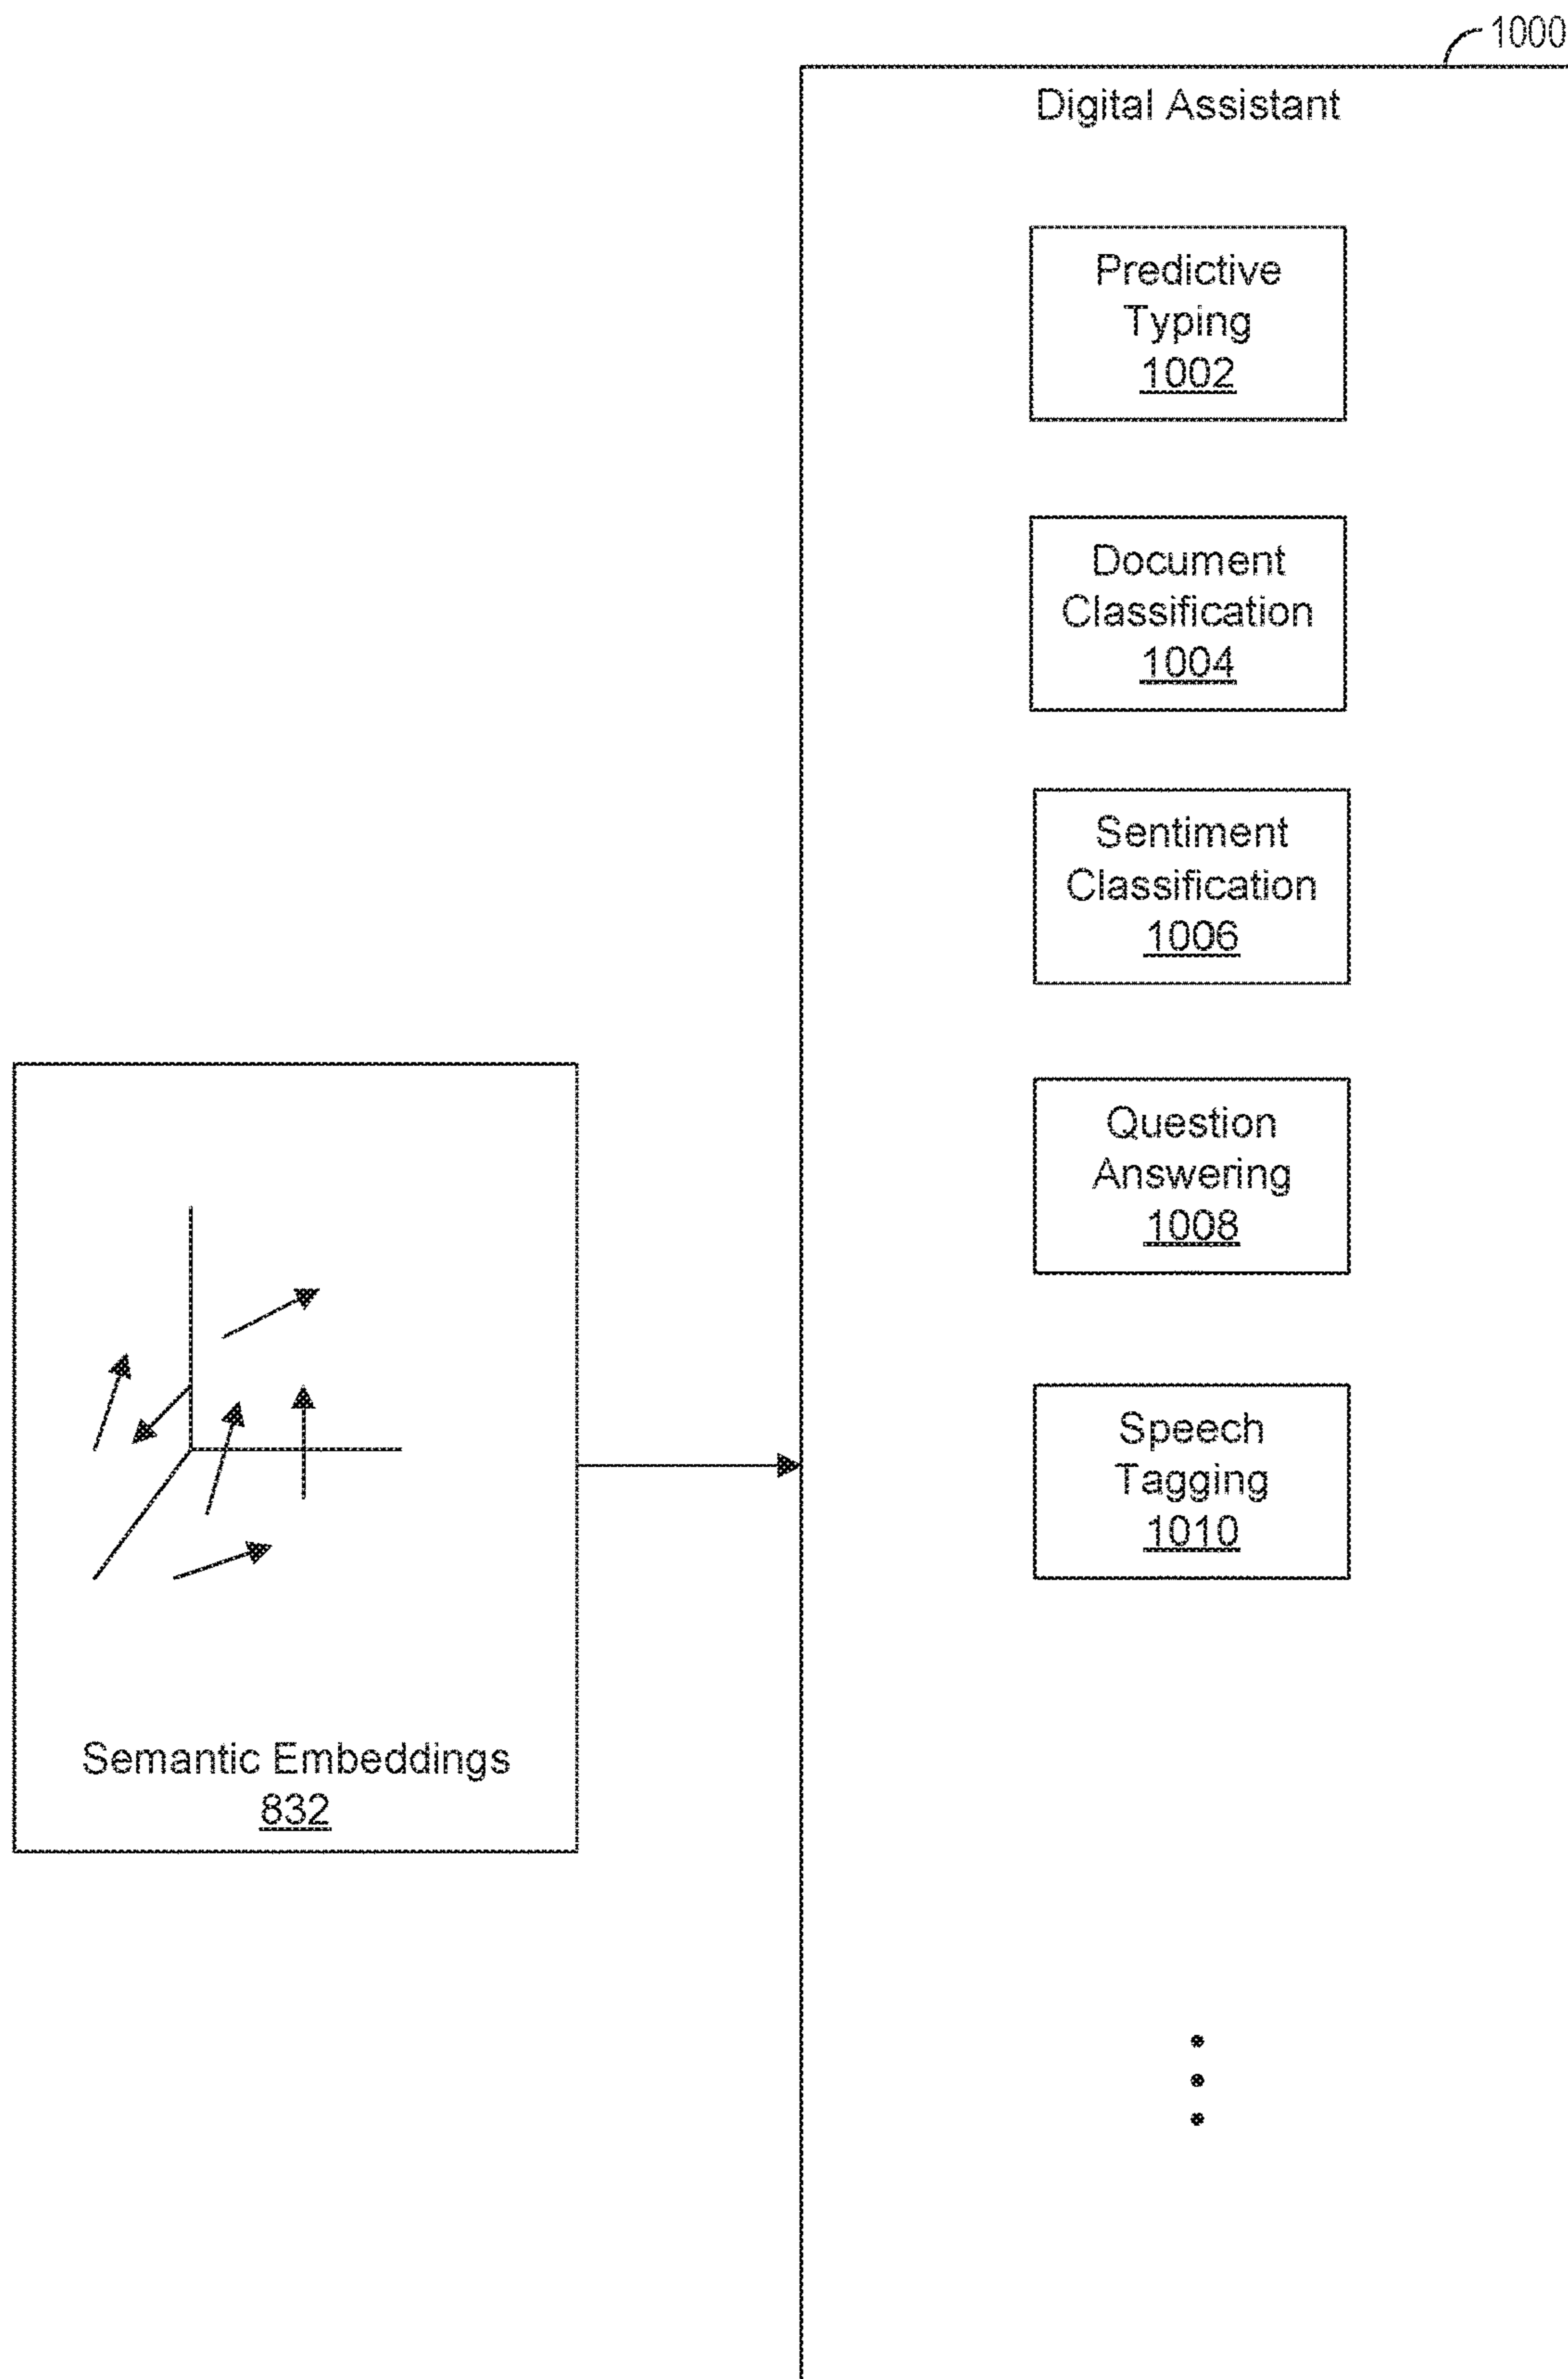 1000
Digital Assistant
Predictive
Typing
1002
Document
Classification
1004
Sentiment
Classification
1006
Question
Answering
1008
Speech
Tagging
1010
Semantic Embeddings
832